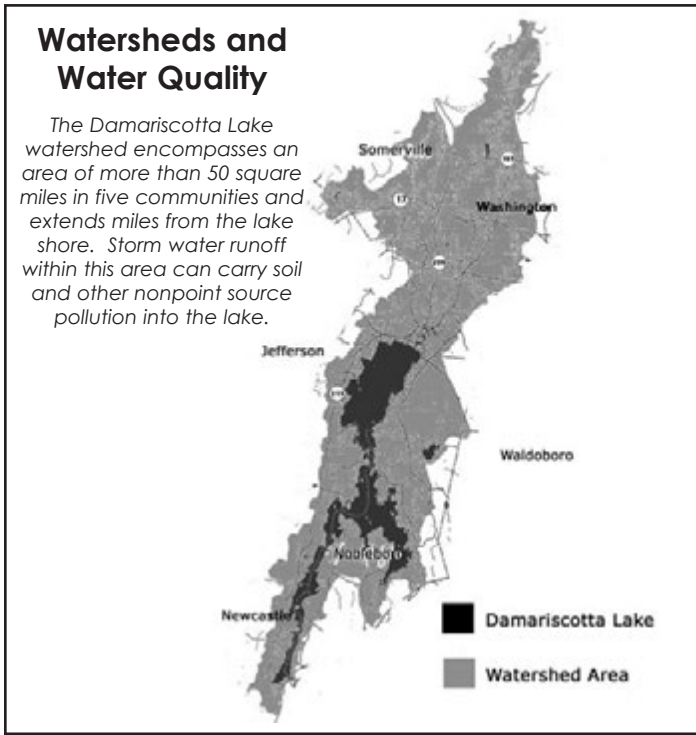 Watersheds and
Water Quality
The Damariscotta Lake
watershed encompasses an
area of more than 50 square
miles in five communities and
extends miles from the lake
shore. Storm water runoff
within this area can carry soil
and other nonpoint source
pollution into the lake.
Somerville
17
Washington
Jefferson
Waldoboro
Nobleboro
Newcastle
Damariscotta Lake
Watershed Area